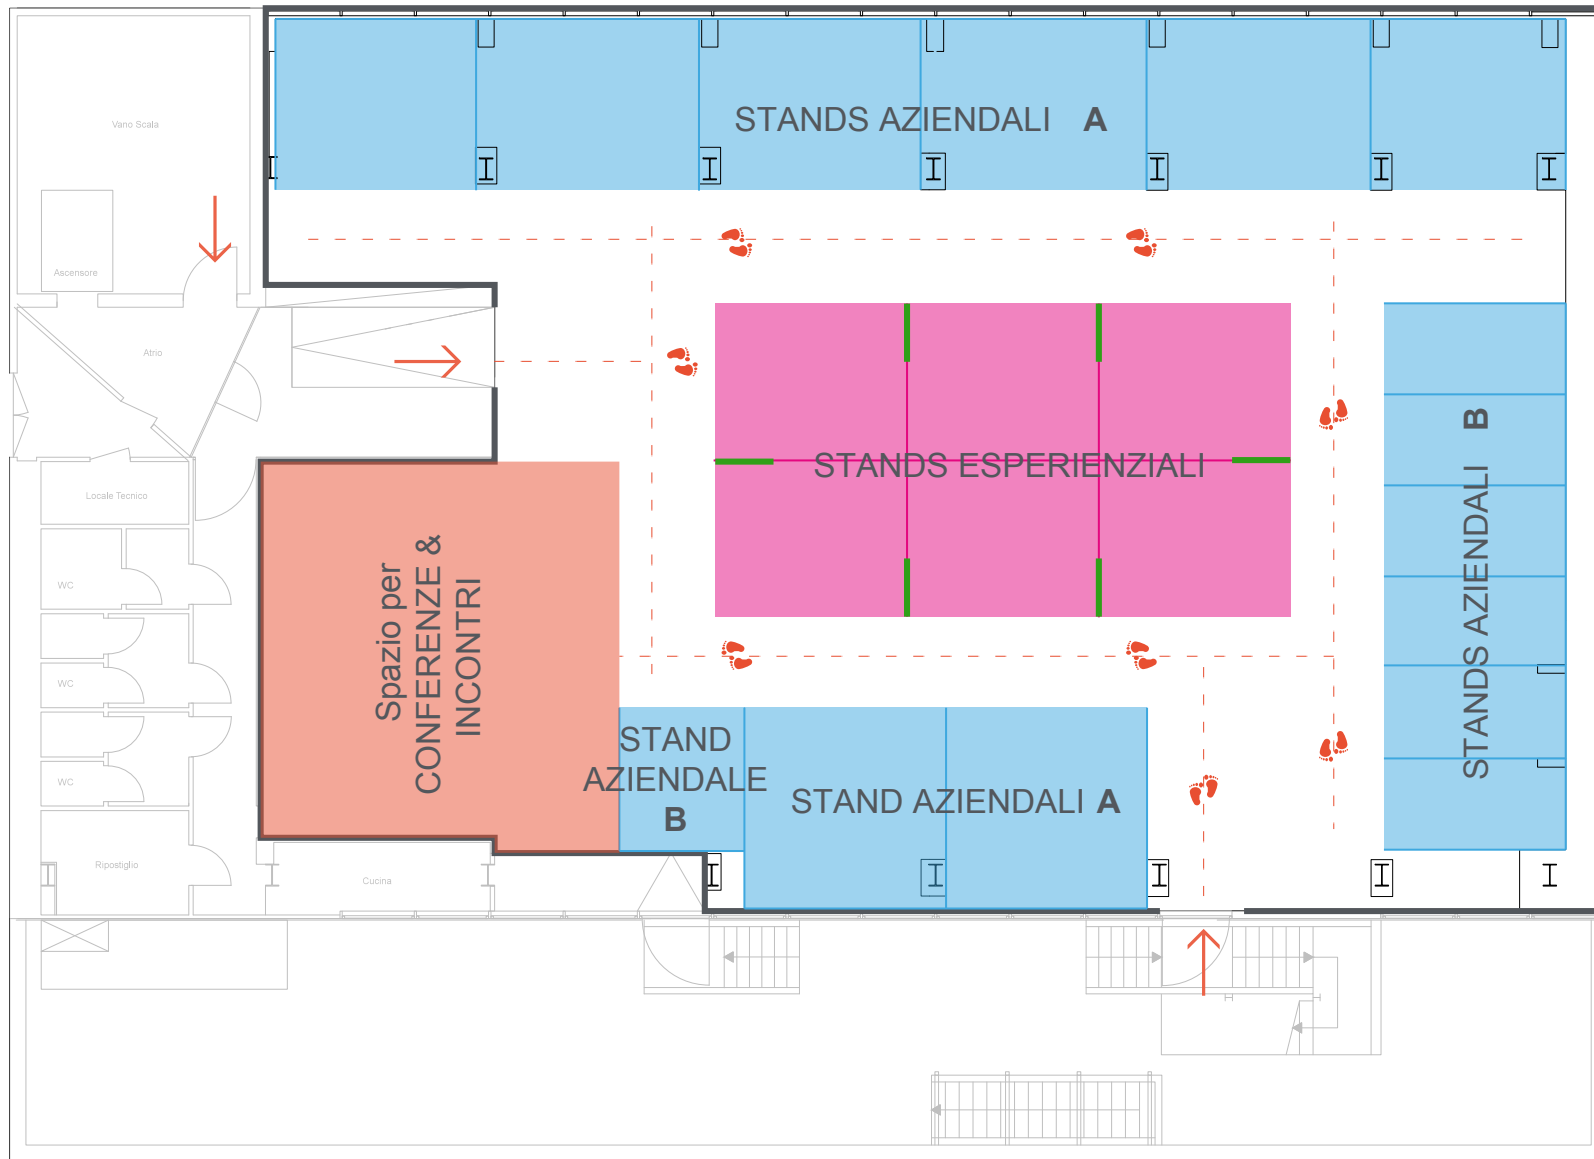 Vano Scala
STANDS AZIENDALI A
Ascensore
Atrio
STANDS ESPERIENZIALI
STANDS AZIENDALI B
Locale Tecnico
WC
Spazio per
CONFERENZE &
INCONTRI
WC
STAND
AZIENDALE
B
STAND AZIENDALI A
WC
Ripostiglio
Cucina